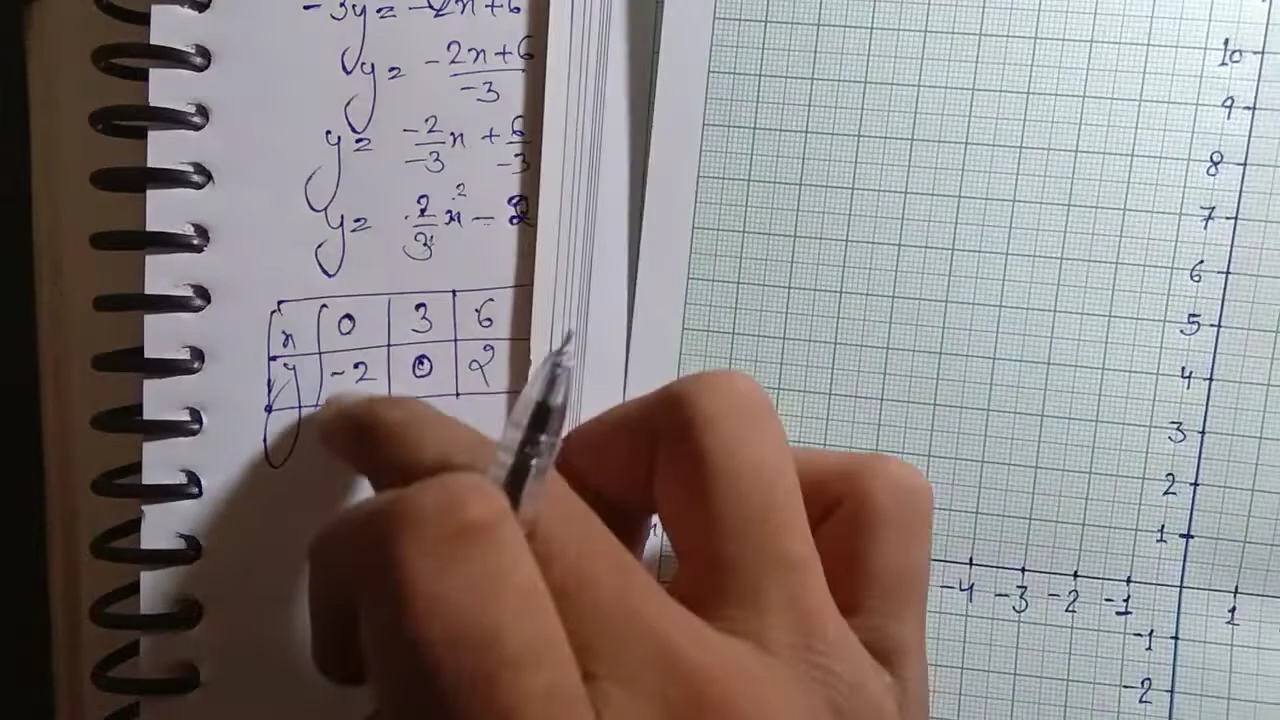 -3y = -2x+6
y = -2x+6/-3
y = -2/-3 x + 6/-3
y = 2/3 x - 2
2
x 0 3 6
y -2 0 2
10
9
8
7
6
5
4
3
2
1
-4 -3 -2 -1 1
-1
-2